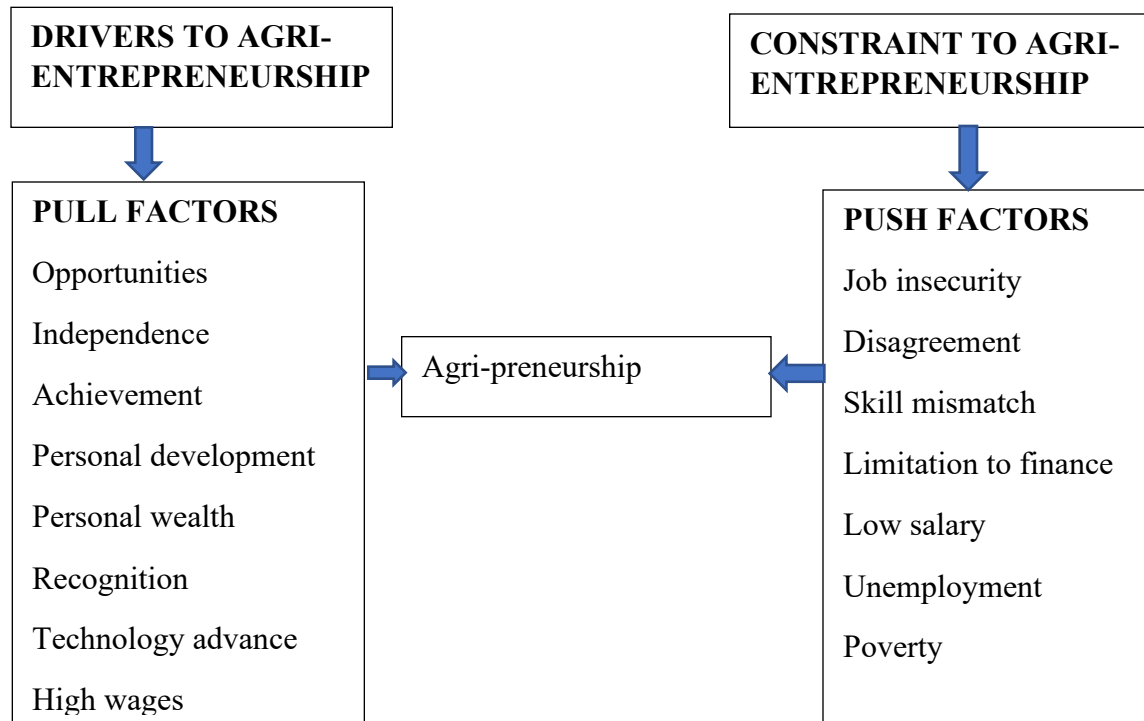 DRIVERS TO AGRI-
ENTREPRENEURSHIP
CONSTRAINT TO AGRI-
ENTREPRENEURSHIP
PULL FACTORS
Opportunities
Independence
Achievement
Personal development
Personal wealth
Recognition
Technology advance
High wages
Agri-preneurship
PUSH FACTORS
Job insecurity
Disagreement
Skill mismatch
Limitation to finance
Low salary
Unemployment
Poverty